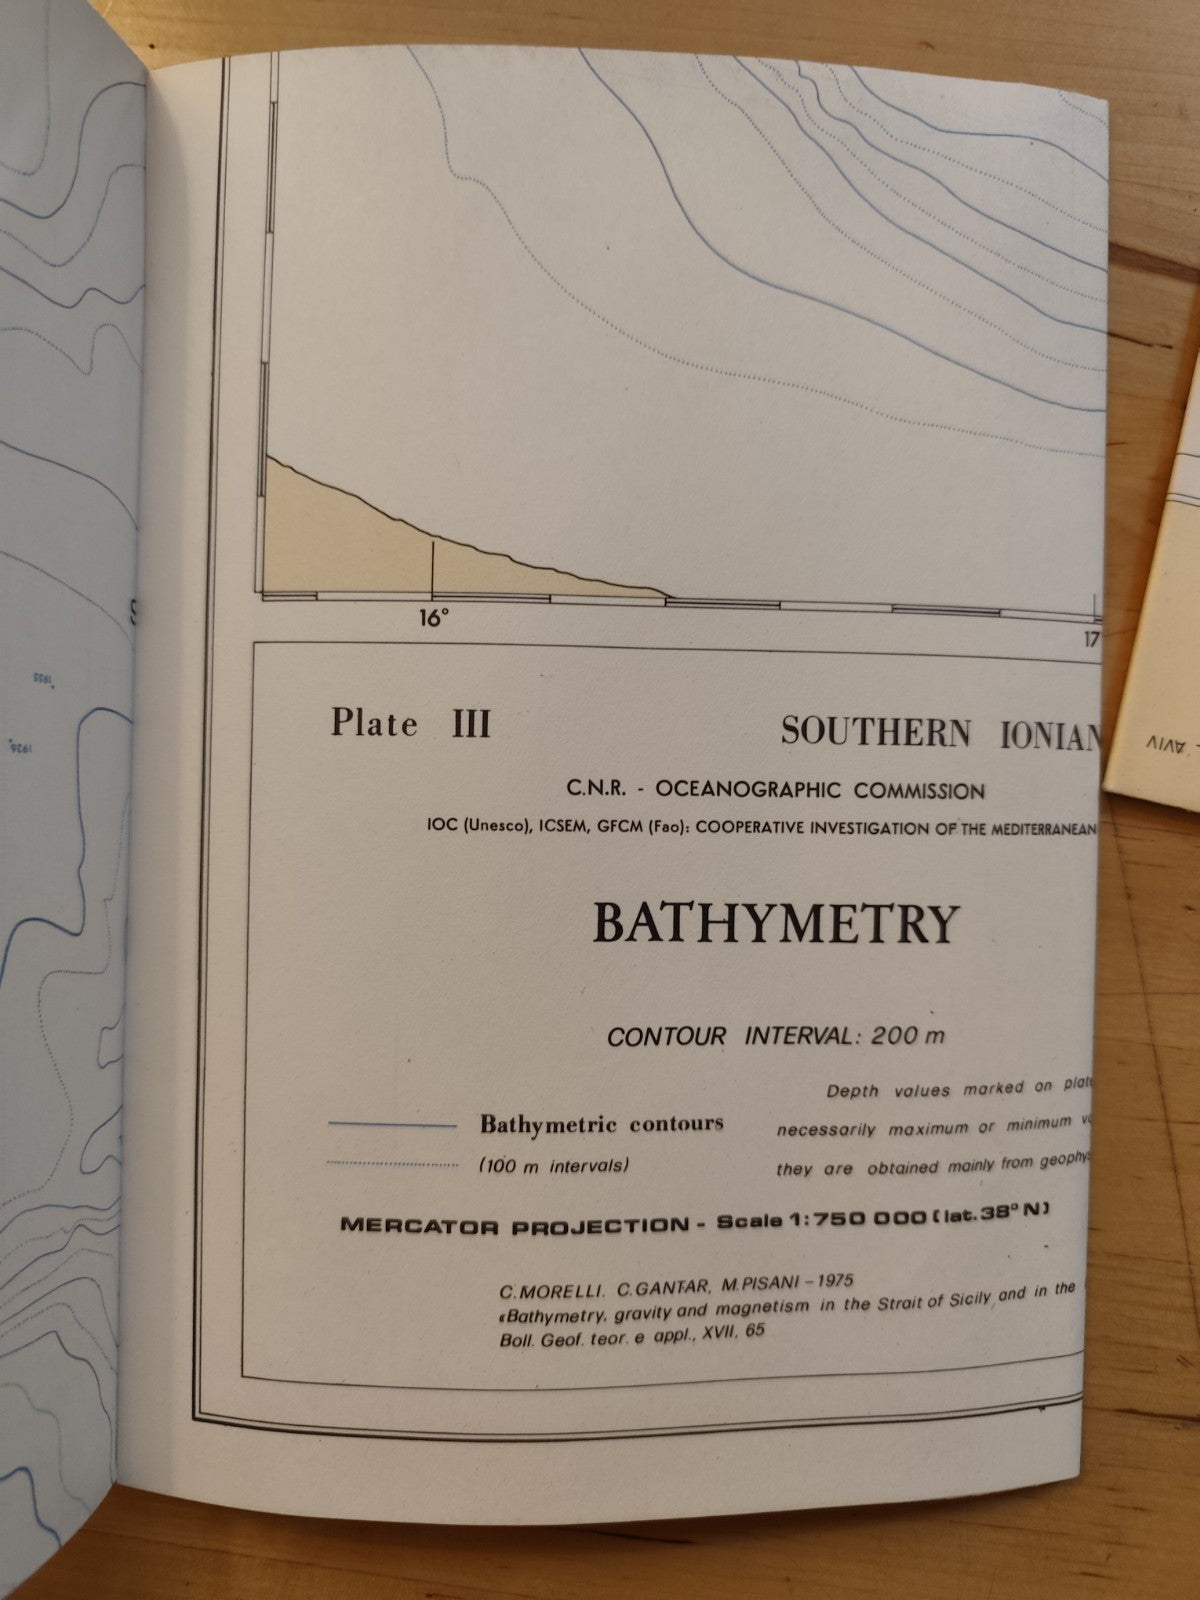 16°
17
Plate III
SOUTHERN IONIAN
C.N.R. - OCEANOGRAPHIC COMMISSION
IOC (Unesco), ICSEM, GFCM (Fao): COOPERATIVE INVESTIGATION OF THE MEDITERRANEAN
BATHYMETRY
CONTOUR INTERVAL: 200 m
Depth values marked on
Bathymetric contours
necessarily maximum or minimum
(100 m intervals)
they are obtained mainly from
MERCATOR PROJECTION - Scale 1:750 000 (lat. 38° N)
C. MORELLI, C. GANTAR, M. PISANI - 1975
«Bathymetry, gravity and magnetism in the Strait of Sicily and in the
Boll. Geof. teor. e appl., XVII, 65
1955
1926
AVIV -